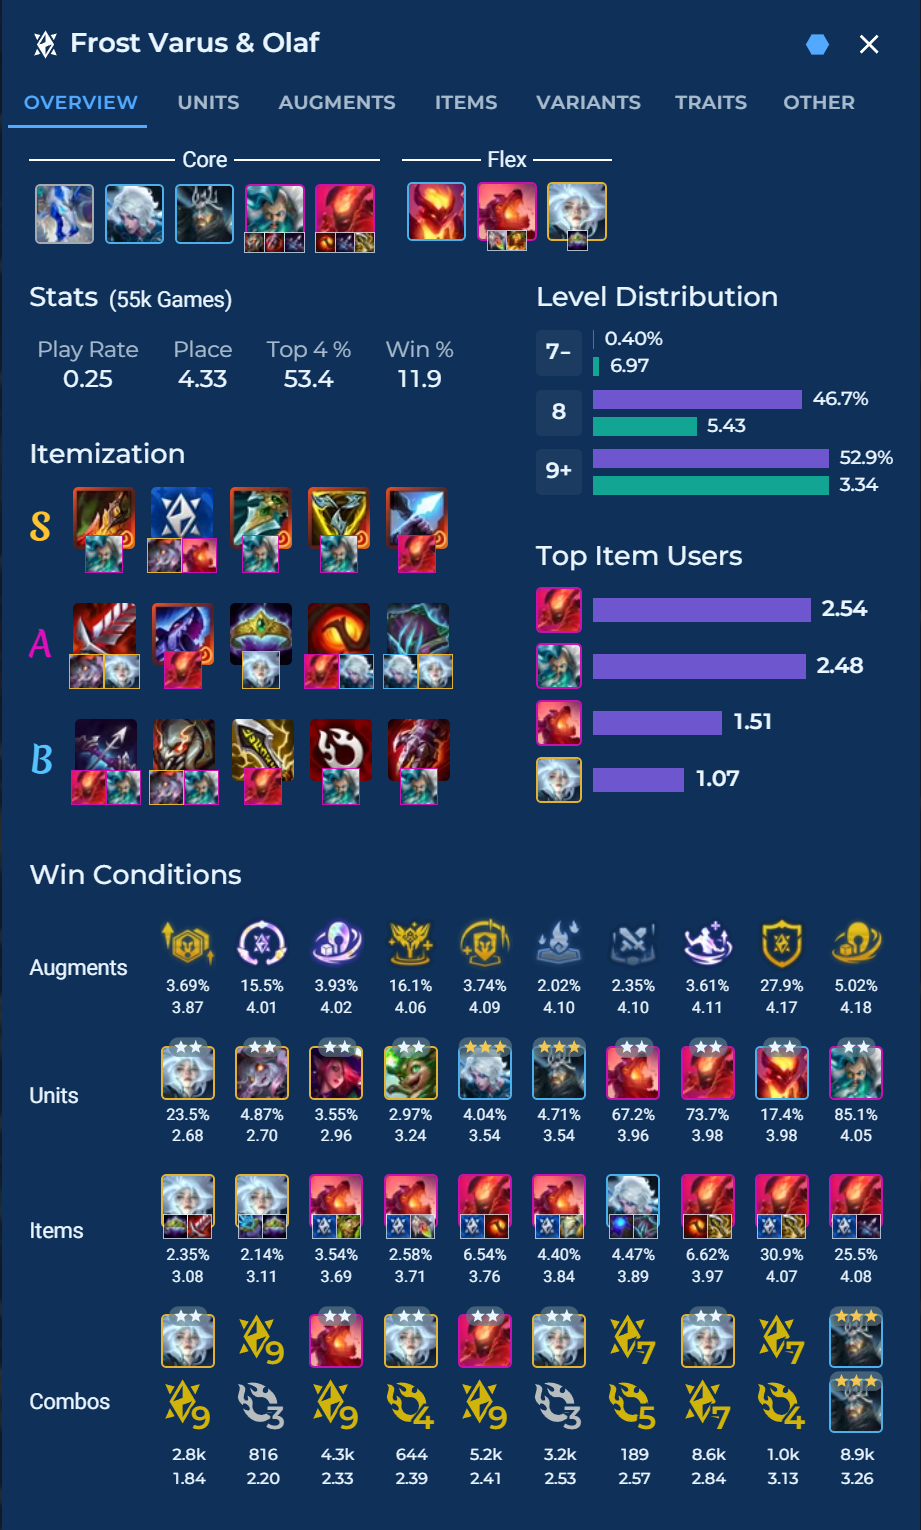 Frost Varus & Olaf
OVERVIEW UNITS AUGMENTS ITEMS VARIANTS TRAITS OTHER
Core Flex
Stats (55k Games)
Play Rate Place Top 4 % Win %
0.25 4.33 53.4 11.9
Level Distribution
7- 0.40%
6.97
8 46.7%
5.43
9+ 52.9%
3.34
Itemization
S
A
B
Top Item Users
2.54
2.48
1.51
1.07
Win Conditions
Augments
3.69% 15.5% 3.93% 16.1% 3.74% 2.02% 2.35% 3.61% 27.9% 5.02%
3.87 4.01 4.02 4.06 4.09 4.10 4.10 4.11 4.17 4.18
Units
23.5% 4.87% 3.55% 2.97% 4.04% 4.71% 67.2% 73.7% 17.4% 85.1%
2.68 2.70 2.96 3.24 3.54 3.54 3.96 3.98 3.98 4.05
Items
2.35% 2.14% 3.54% 2.58% 6.54% 4.40% 4.47% 6.62% 30.9% 25.5%
3.08 3.11 3.69 3.71 3.76 3.84 3.89 3.97 4.07 4.08
Combos
9 7 7
9 3 9 4 9 3 5 7 4
2.8k 816 4.3k 644 5.2k 3.2k 189 8.6k 1.0k 8.9k
1.84 2.20 2.33 2.39 2.41 2.53 2.57 2.84 3.13 3.26